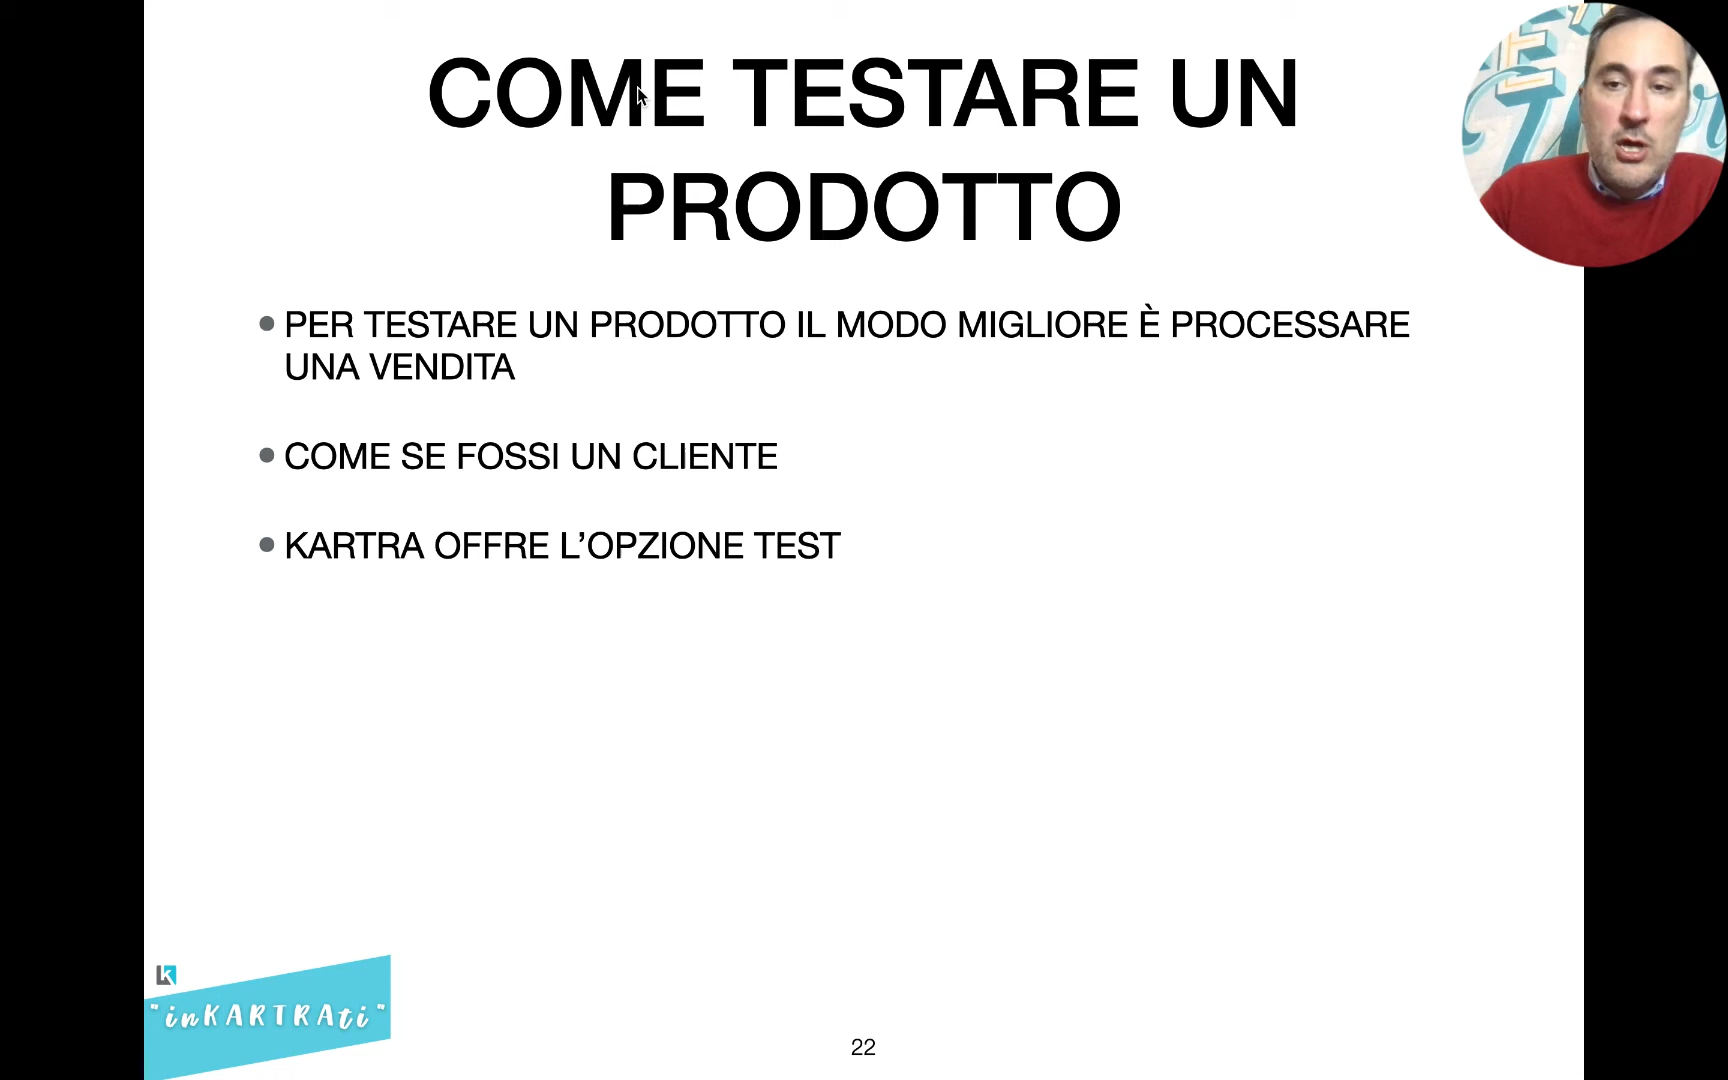 COME TESTARE UN
PRODOTTO
• PER TESTARE UN PRODOTTO IL MODO MIGLIORE È PROCESSARE
UNA VENDITA
• COME SE FOSSI UN CLIENTE
• KARTRA OFFRE L’OPZIONE TEST
"inKARTRAti"
22